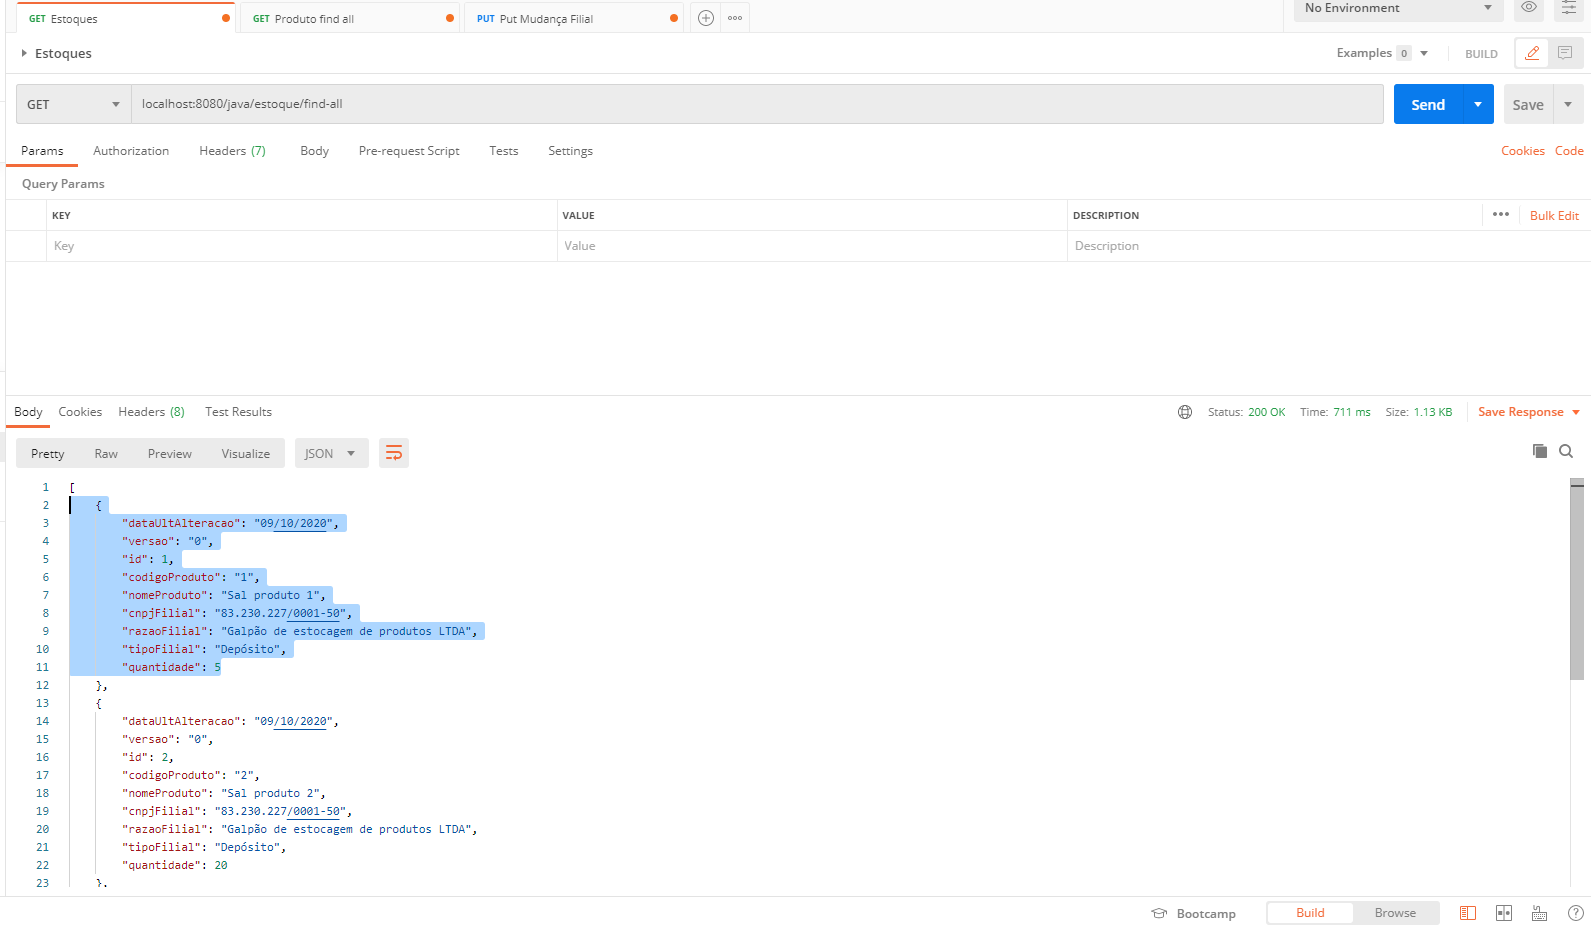 GET Estoques
GET Produto find all
PUT Put Mudança Filial
No Environment
Estoques
Examples 0
BUILD
GET
localhost:8080/java/estoque/find-all
Send
Save
Params
Authorization
Headers (7)
Body
Pre-request Script
Tests
Settings
Cookies
Code
Query Params
KEY
VALUE
DESCRIPTION
Bulk Edit
Key
Value
Description
Body
Cookies
Headers (8)
Test Results
Status: 200 OK
Time: 711 ms
Size: 1.13 KB
Save Response
Pretty
Raw
Preview
Visualize
JSON
1 [
2 {
3 "dataUltAlteracao": "09/10/2020",
4 "versao": "0",
5 "id": 1,
6 "codigoProduto": "1",
7 "nomeProduto": "Sal produto 1",
8 "cnpjFilial": "83.230.227/0001-50",
9 "razaoFilial": "Galpão de estocagem de produtos LTDA",
10 "tipoFilial": "Depósito",
11 "quantidade": 5
12 },
13 {
14 "dataUltAlteracao": "09/10/2020",
15 "versao": "0",
16 "id": 2,
17 "codigoProduto": "2",
18 "nomeProduto": "Sal produto 2",
19 "cnpjFilial": "83.230.227/0001-50",
20 "razaoFilial": "Galpão de estocagem de produtos LTDA",
21 "tipoFilial": "Depósito",
22 "quantidade": 20
23 },
Bootcamp
Build
Browse